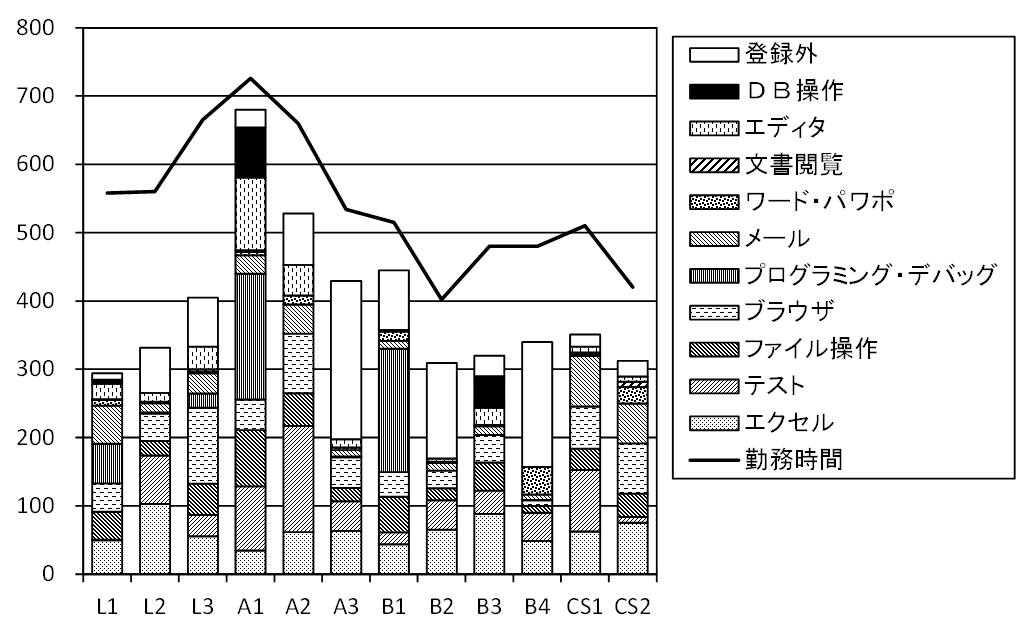 800
700
600
500
400
300
200
100
0
L1 L2 L3 A1 A2 A3 B1 B2 B3 B4 CS1 CS2
登録外
ＤＢ操作
エディタ
文書閲覧
ワード・パワポ
メール
プログラミング・デバッグ
ブラウザ
ファイル操作
テスト
エクセル
勤務時間